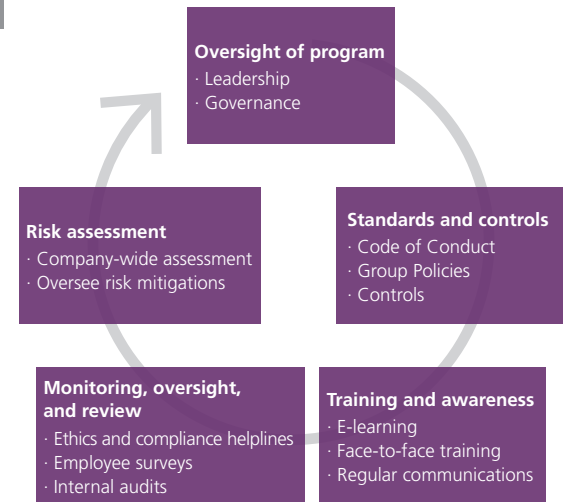 Oversight of program
· Leadership
· Governance
Standards and controls
· Code of Conduct
· Group Policies
· Controls
Training and awareness
· E-learning
· Face-to-face training
· Regular communications
Monitoring, oversight,
and review
· Ethics and compliance helplines
· Employee surveys
· Internal audits
Risk assessment
· Company-wide assessment
· Oversee risk mitigations